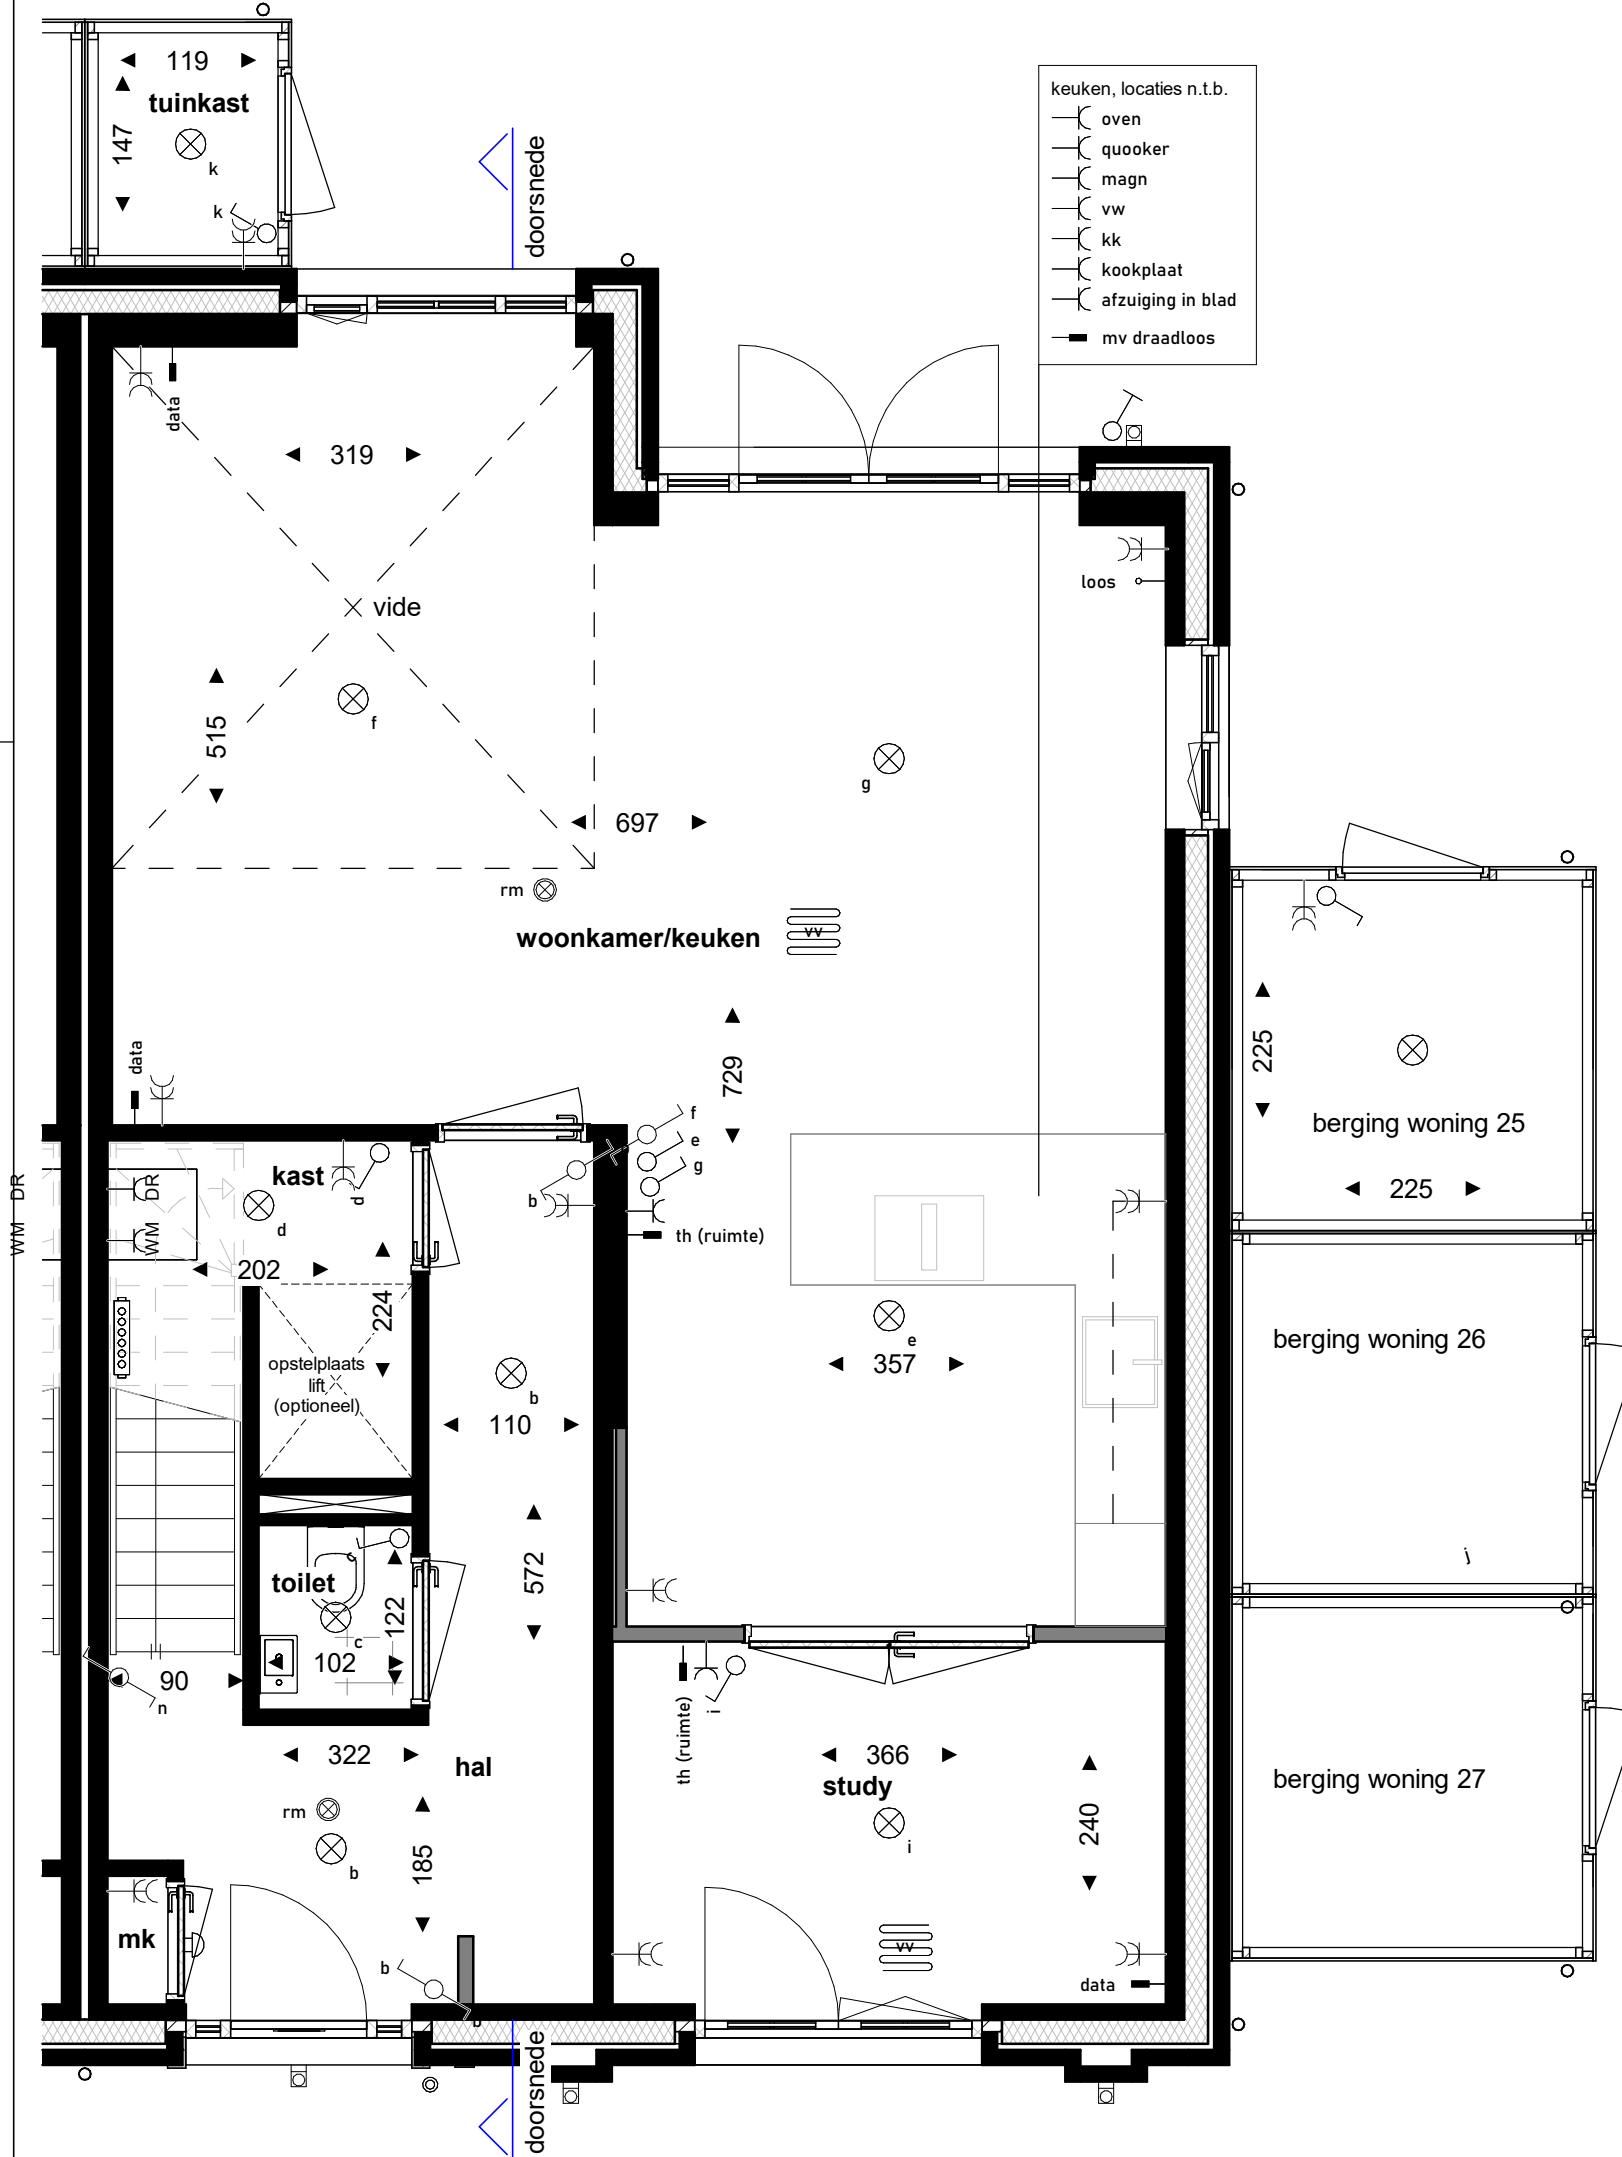 119
tuinkast
147
k
k
doorsnede
keuken, locaties n.t.b.
oven
quooker
magn
vw
kk
kookplaat
afzuiging in blad
mv draadloos
data
319
loos
vide
f
515
g
697
rm
woonkamer/keuken
vv
729
225
berging woning 25
225
data
f
e
g
b
th (ruimte)
kast
d
d
WM DR
WM DR
202
224
opstelplaats
lift
(optioneel)
b
110
e
357
berging woning 26
j
572
toilet
c
122
c
102
90
n
th (ruimte)
i
322
hal
366
study
240
i
berging woning 27
rm
b
185
mk
b
vv
data
b
doorsnede